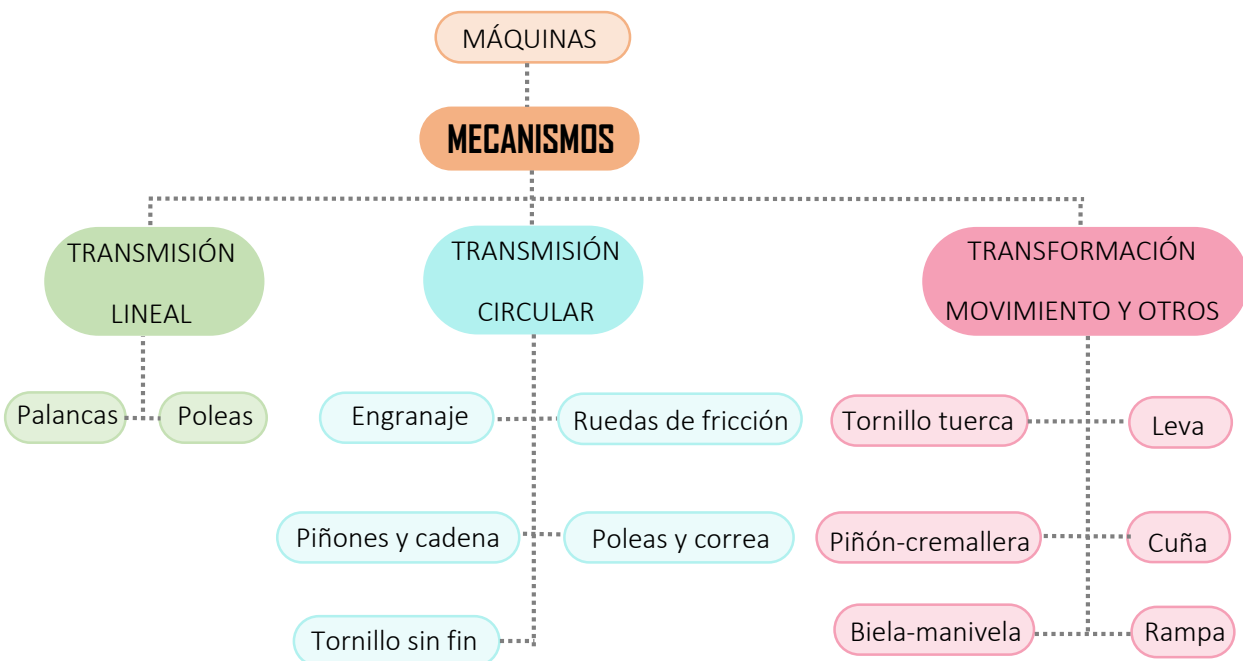 MÁQUINAS
MECANISMOS
TRANSMISIÓN
LINEAL
TRANSMISIÓN
CIRCULAR
TRANSFORMACIÓN
MOVIMIENTO Y OTROS
Palancas
Poleas
Engranaje
Ruedas de fricción
Piñones y cadena
Poleas y correa
Tornillo sin fin
Tornillo tuerca
Leva
Piñón-cremallera
Cuña
Biela-manivela
Rampa